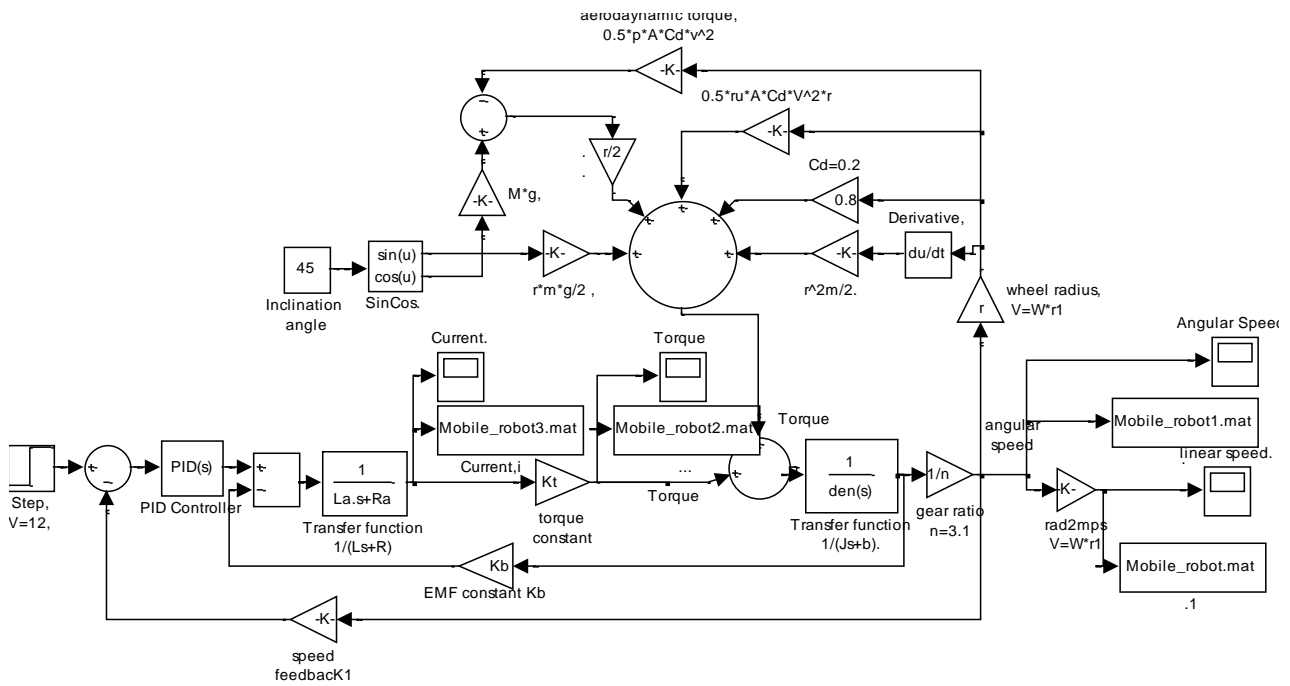 aerodaynamic torque,
0.5*p*A*Cd*v^2
-K-
0.5*ru*A*Cd*V^2*r
-K-
r/2
.
.
Cd=0.2
0.8
M*g,
-K-
Derivative,
du/dt
-K-
r^2m/2.
45
Inclination
angle
sin(u)
cos(u)
SinCos.
-K-
r*m*g/2 ,
r
wheel radius,
V=W*r1
Current.
Torque
Angular Speed
Mobile_robot3.mat
Mobile_robot2.mat
Mobile_robot1.mat
Torque
angular
speed
linear speed.
Step,
V=12,
PID(s)
PID Controller
1
La.s+Ra
Transfer function
1/(Ls+R)
Current,i
Kt
torque
constant
...
Torque
1
den(s)
Transfer function
1/(Js+b).
1/n
gear ratio
n=3.1
K-
rad2mps
V=W*r1
Mobile_robot.mat
.1
Kb
EMF constant Kb
-K-
speed
feedbacK1